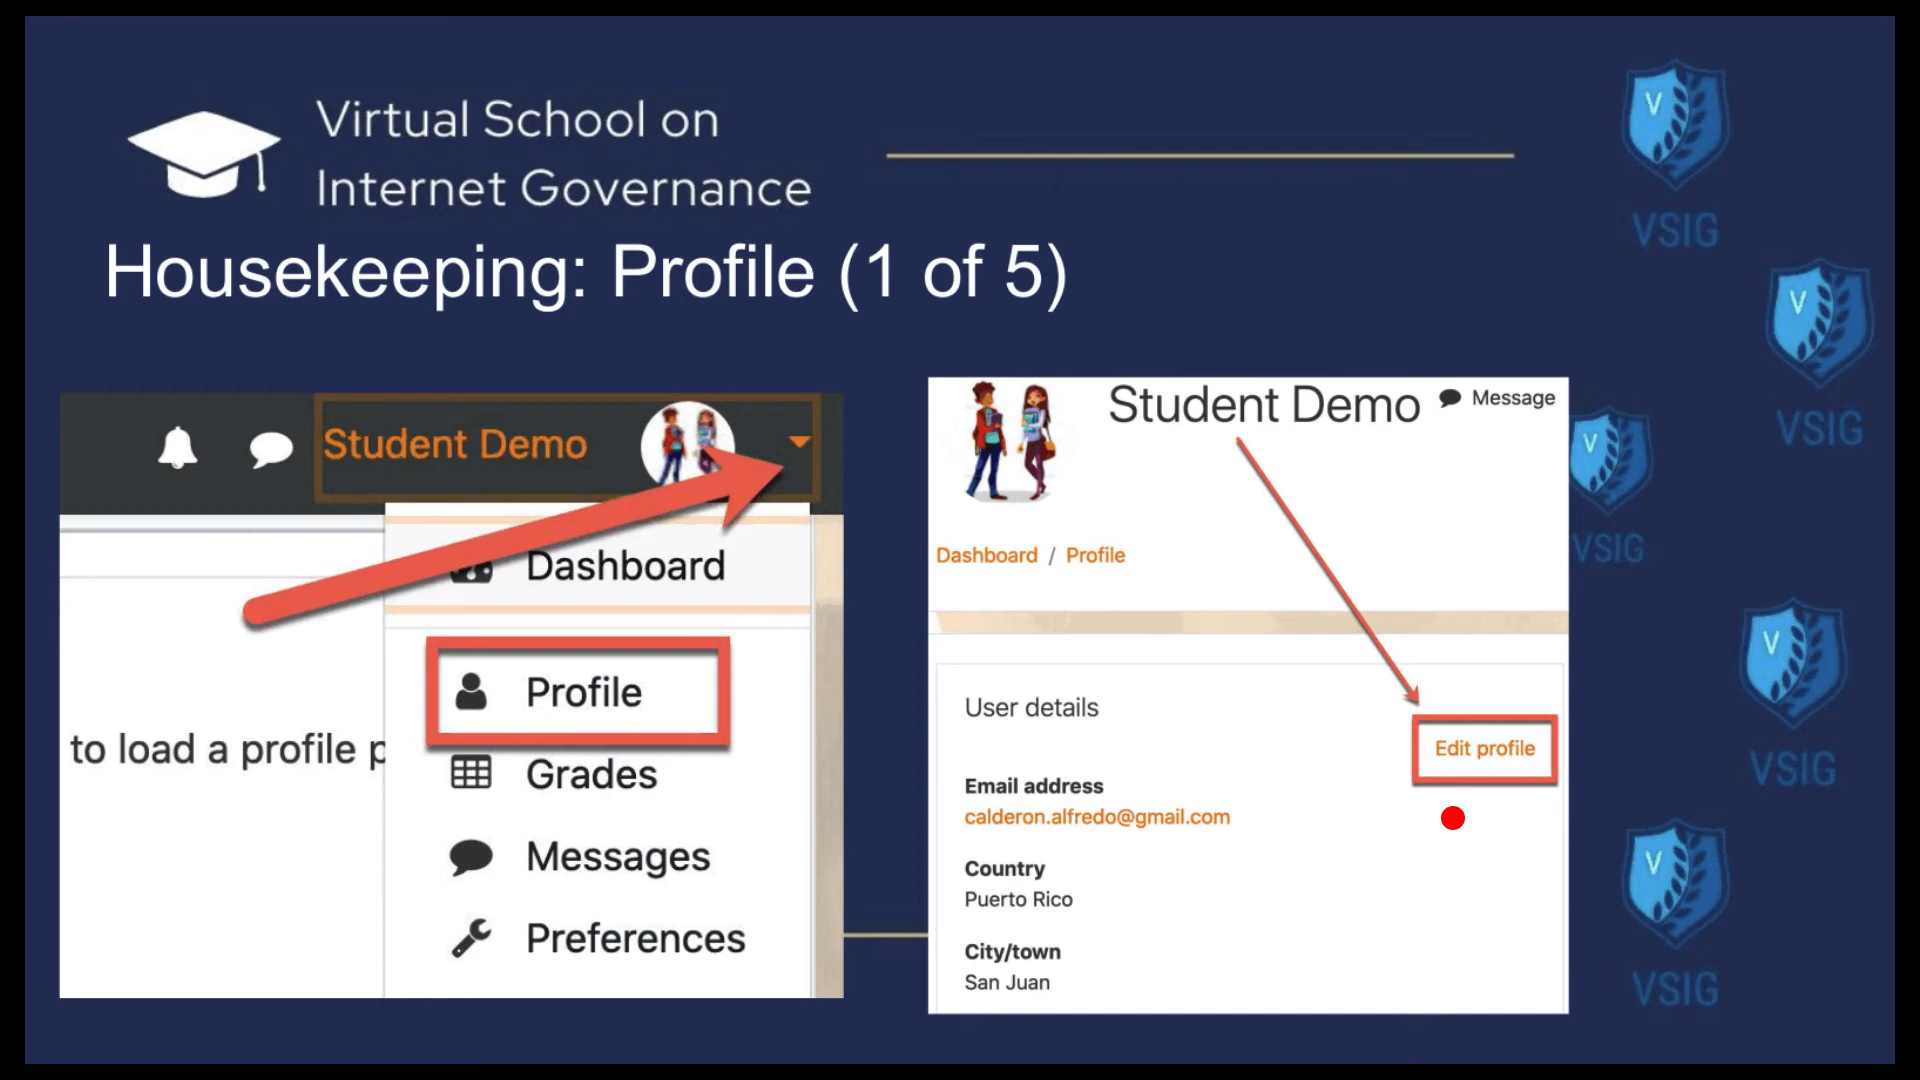 Virtual School on
Internet Governance
Housekeeping: Profile (1 of 5)
Student Demo
Dashboard
Profile
to load a profile p
Grades
Messages
Preferences
Student Demo
Message
Dashboard / Profile
User details
Edit profile
Email address
calderon.alfredo@gmail.com
Country
Puerto Rico
City/town
San Juan
V
VSIG
V
VSIG
V
VSIG
V
VSIG
V
VSIG